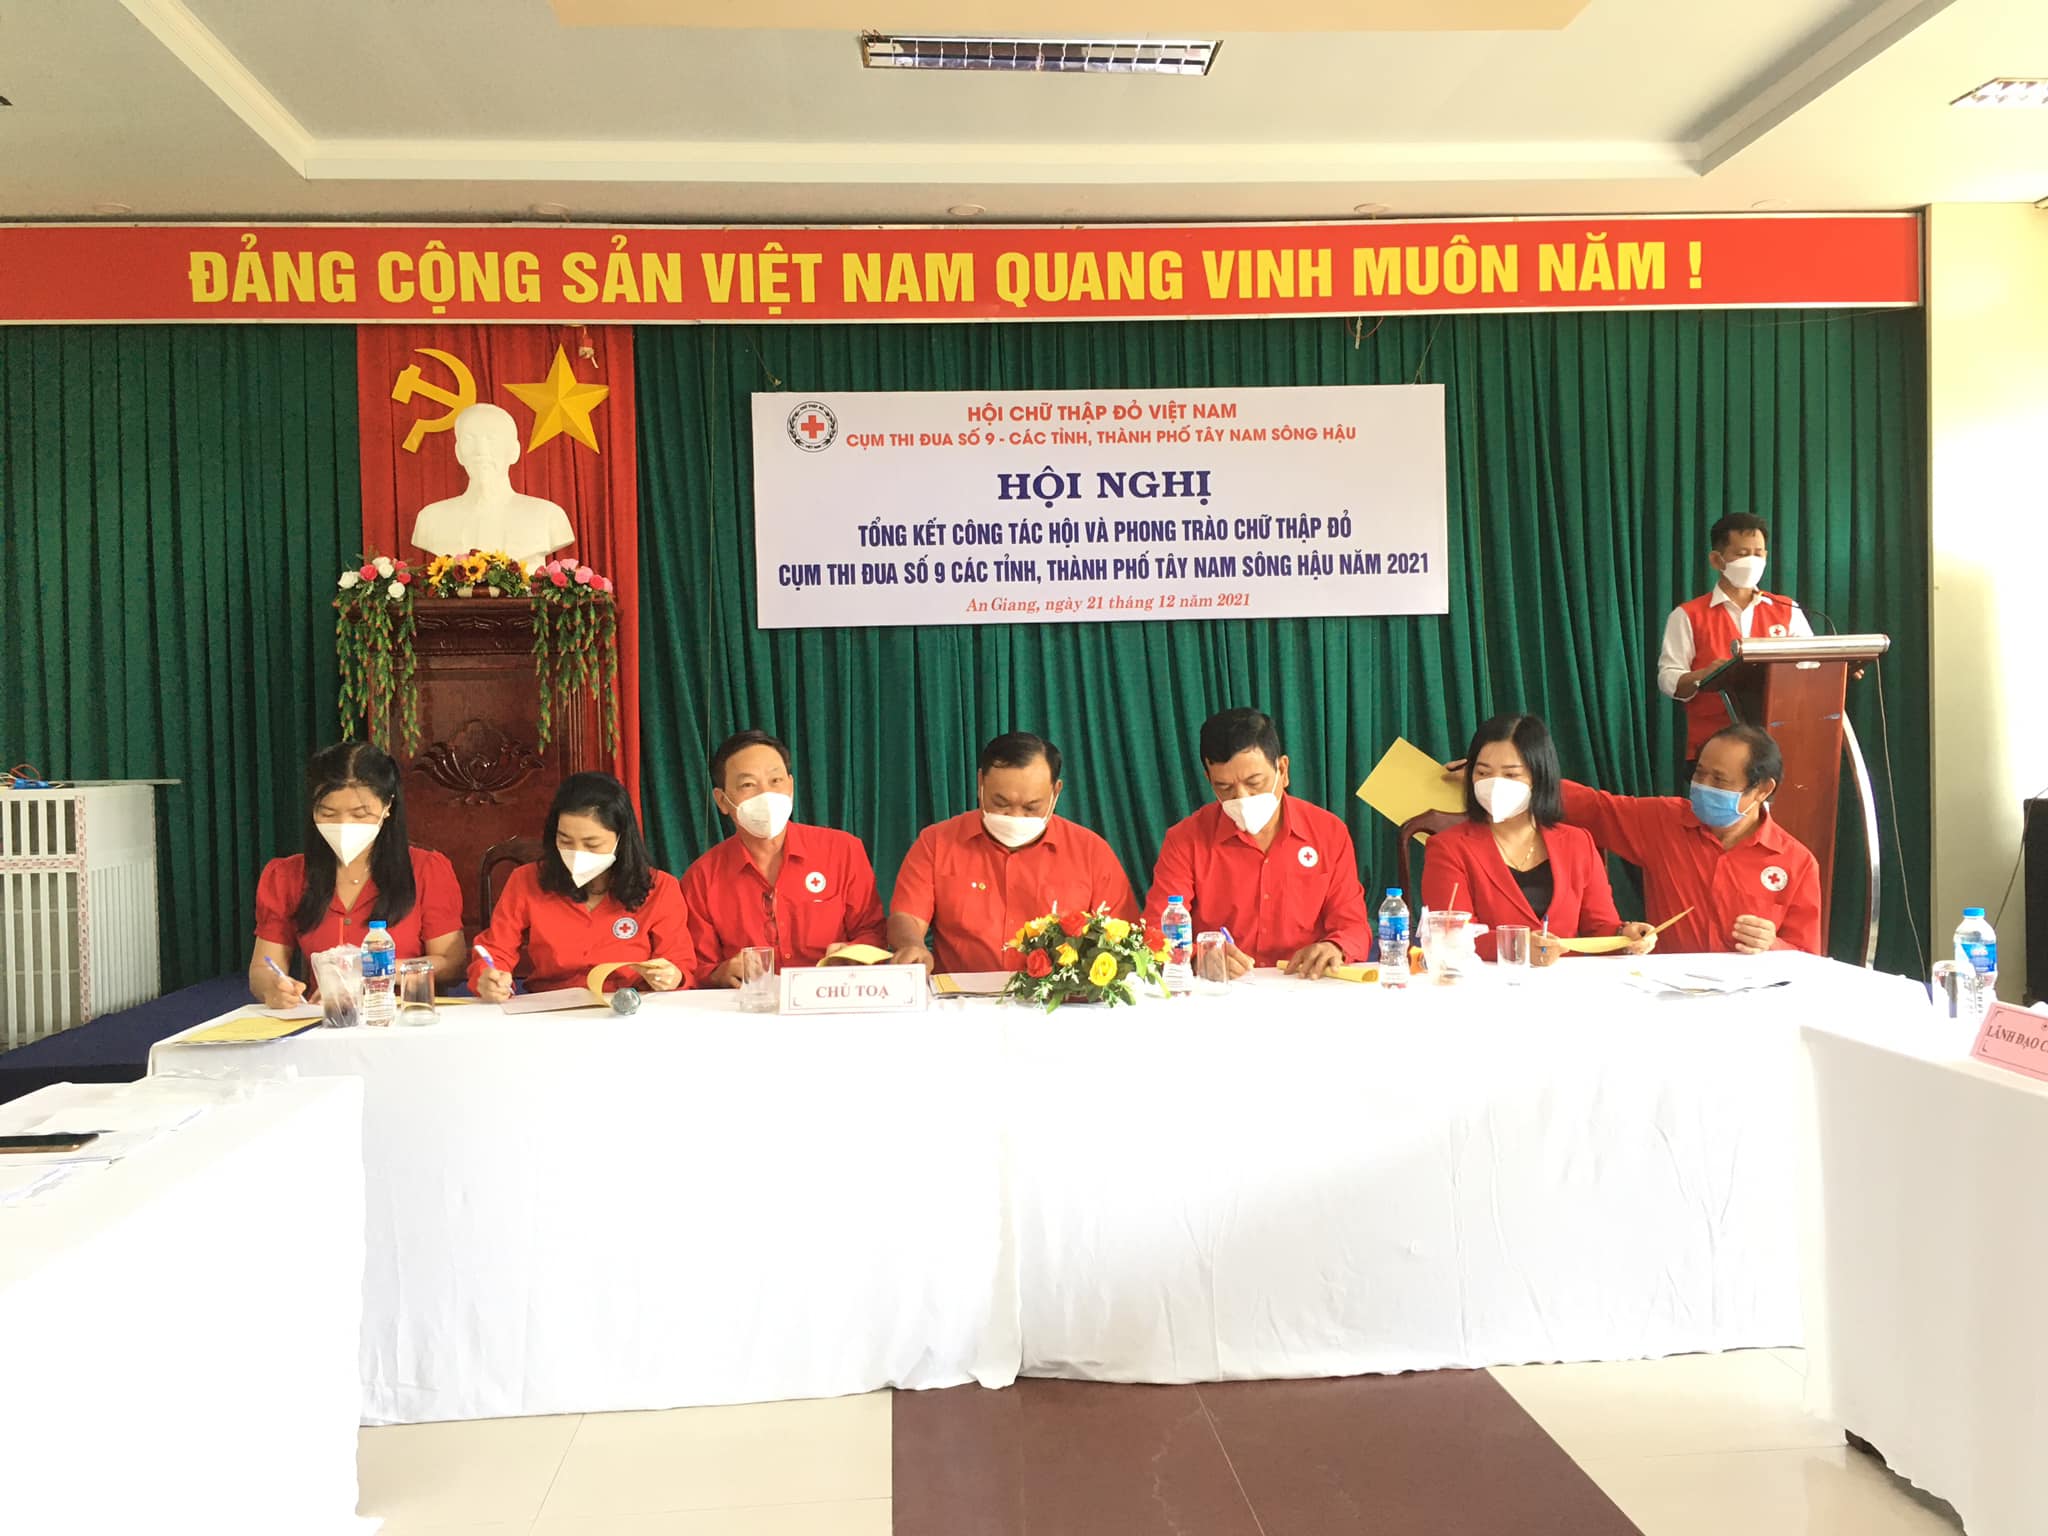 ĐẢNG CỘNG SẢN VIỆT NAM QUANG VINH MUÔN NĂM !
HỘI CHỮ THẬP ĐỎ VIỆT NAM
CỤM THI ĐUA SỐ 9 - CÁC TỈNH, THÀNH PHỐ TÂY NAM SÔNG HẬU
HỘI NGHỊ
TỔNG KẾT CÔNG TÁC HỘI VÀ PHONG TRÀO CHỮ THẬP ĐỎ
CỤM THI ĐUA SỐ 9 CÁC TỈNH, THÀNH PHỐ TÂY NAM SÔNG HẬU NĂM 2021
An Giang, ngày 21 tháng 12 năm 2021
CHỦ TOẠ
LÃNH ĐẠO